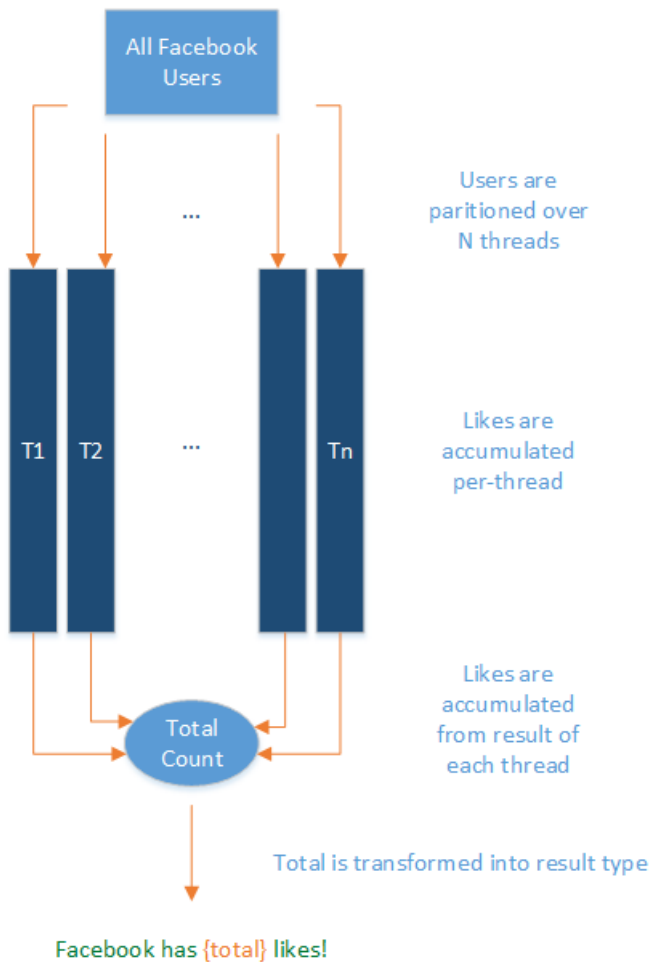 All Facebook
Users
...
Users are
paritioned over
N threads
T1
T2
...
Tn
Likes are
accumulated
per-thread
Likes are
accumulated
from result of
each thread
Total
Count
Total is transformed into result type
Facebook has {total} likes!